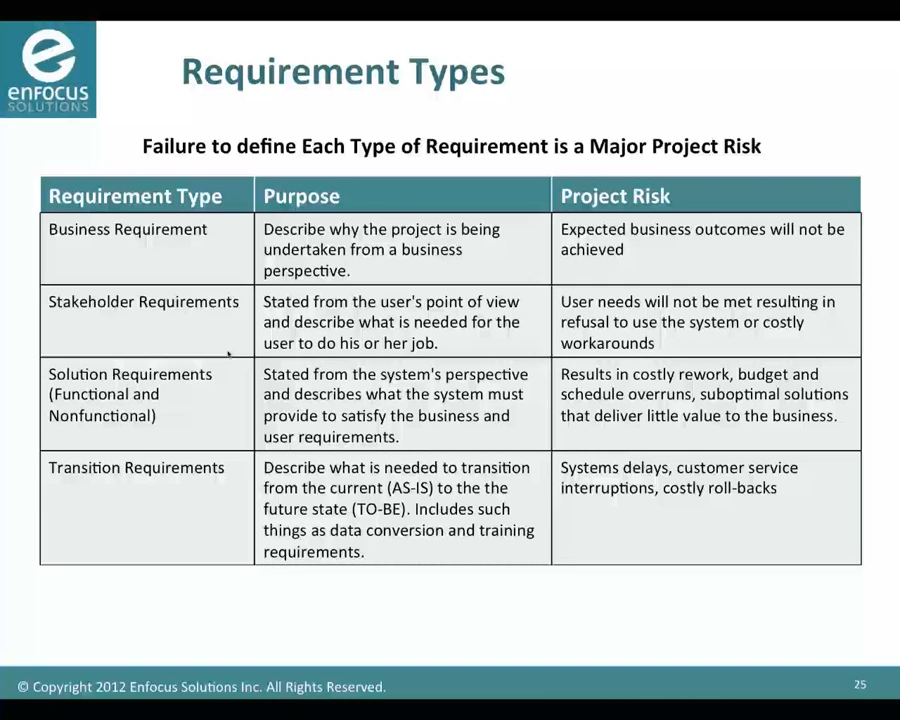 enfocus
SOLUTIONS
Requirement Types
Failure to define Each Type of Requirement is a Major Project Risk
Requirement Type
Purpose
Project Risk
Business Requirement
Describe why the project is being
undertaken from a business
perspective.
Expected business outcomes will not be
achieved
Stakeholder Requirements
Stated from the user's point of view
and describe what is needed for the
user to do his or her job.
User needs will not be met resulting in
refusal to use the system or costly
workarounds
Solution Requirements
(Functional and
Nonfunctional)
Stated from the system's perspective
and describes what the system must
provide to satisfy the business and
user requirements.
Results in costly rework, budget and
schedule overruns, suboptimal solutions
that deliver little value to the business.
Transition Requirements
Describe what is needed to transition
from the current (AS-IS) to the the
future state (TO-BE). Includes such
things as data conversion and training
requirements.
Systems delays, customer service
interruptions, costly roll-backs
© Copyright 2012 Enfocus Solutions Inc. All Rights Reserved.
25